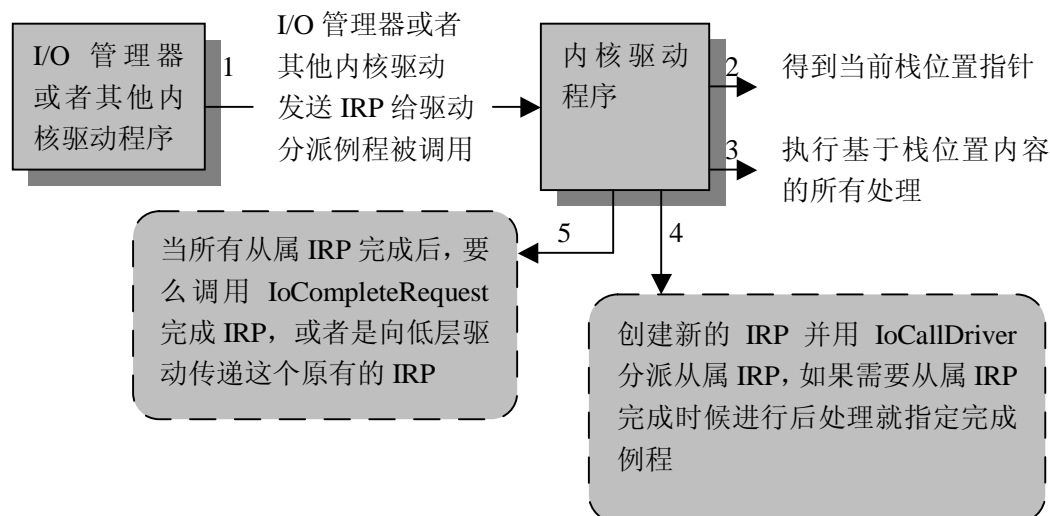 I/O 管理器
或者其他内
核驱动程序
1
I/O 管理器或者
其他内核驱动
发送 IRP 给驱动
分派例程被调用
内核驱动
程序
2
得到当前栈位置指针
3
执行基于栈位置内容
的所有处理
5
4
当所有从属 IRP 完成后，要
么调用 IoCompleteRequest
完成 IRP，或者是向低层驱
动传递这个原有的 IRP
创建新的 IRP 并用 IoCallDriver
分派从属 IRP，如果需要从属 IRP
完成时候进行后处理就指定完成
例程